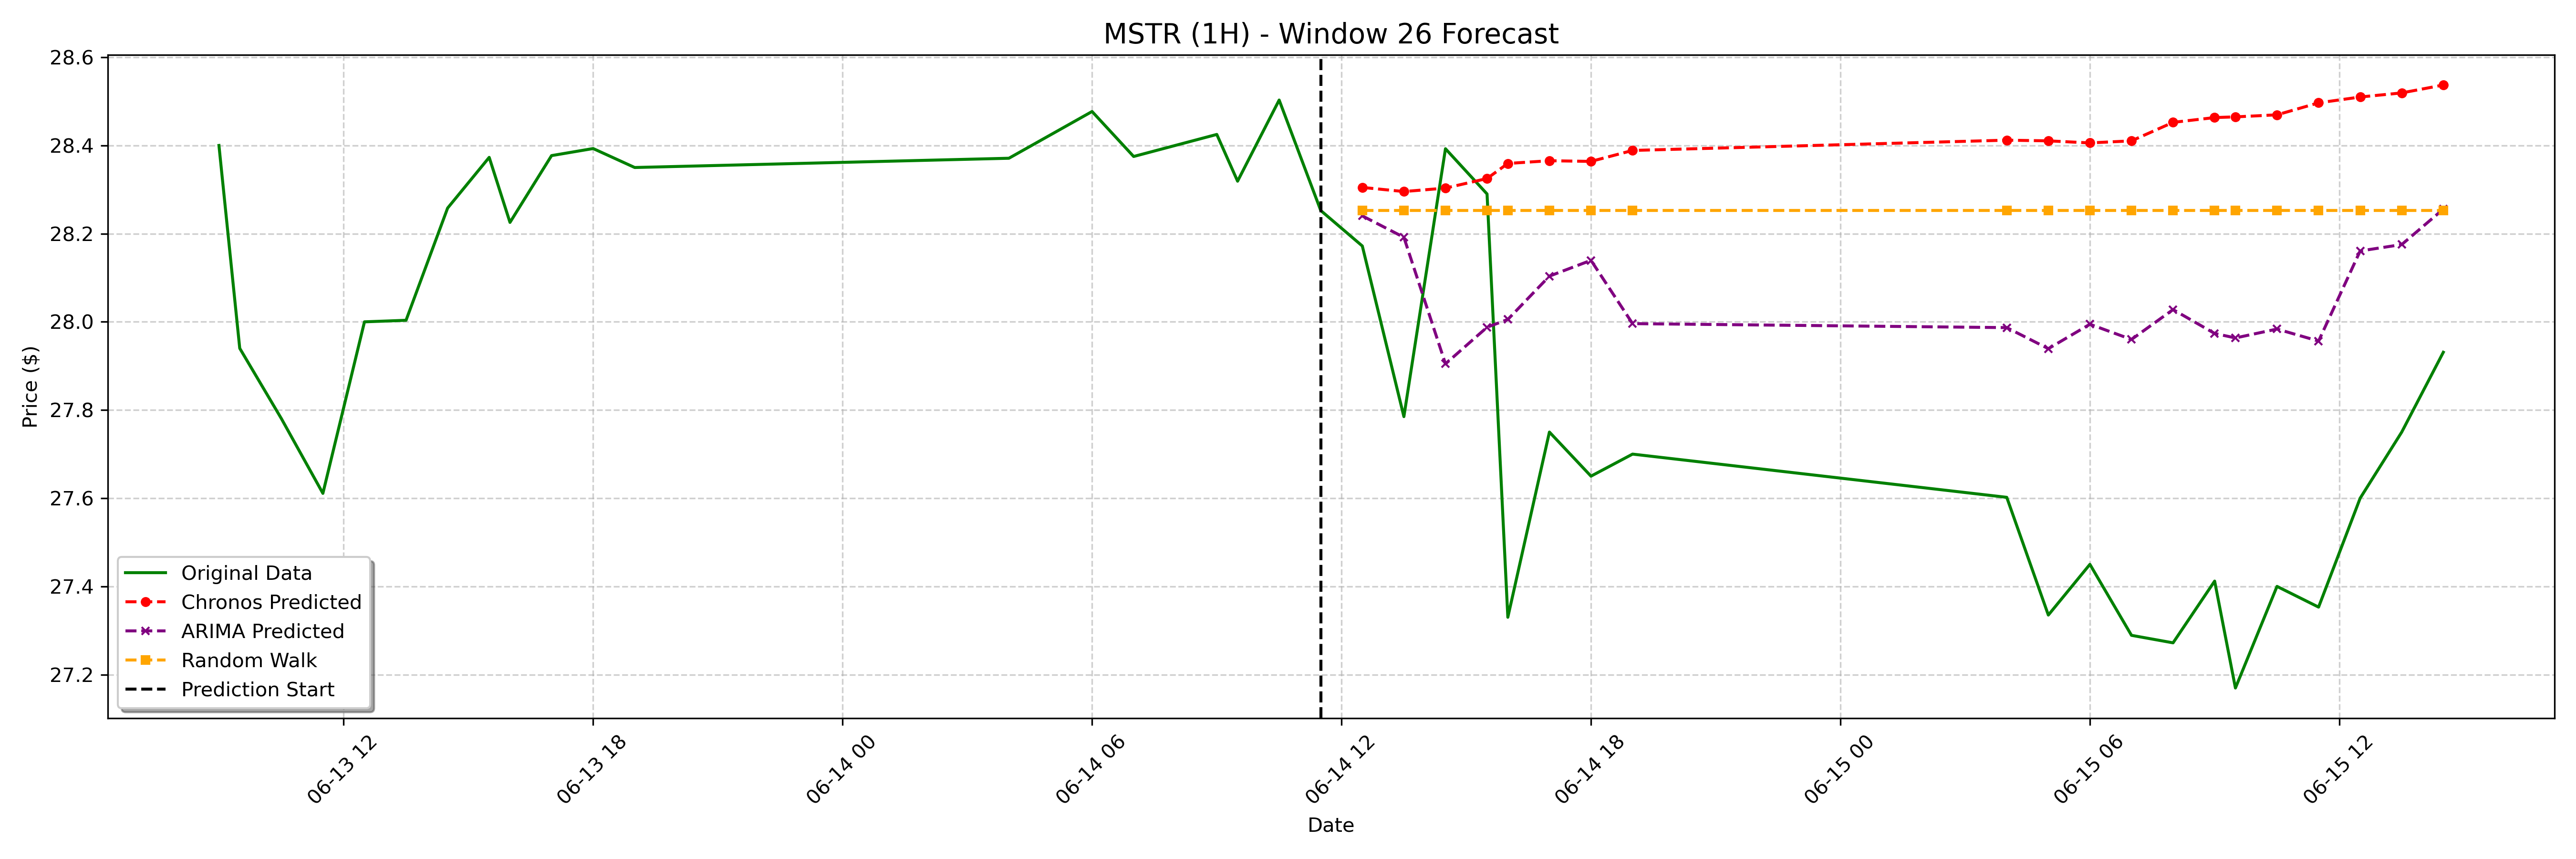 MSTR (1H) - Window 26 Forecast
Price ($)
28.6
28.4
28.2
28.0
27.8
27.6
27.4
27.2
Original Data
Chronos Predicted
ARIMA Predicted
Random Walk
Prediction Start
06-13 12
06-13 18
06-14 00
06-14 06
06-14 12
06-14 18
06-15 00
06-15 06
06-15 12
Date